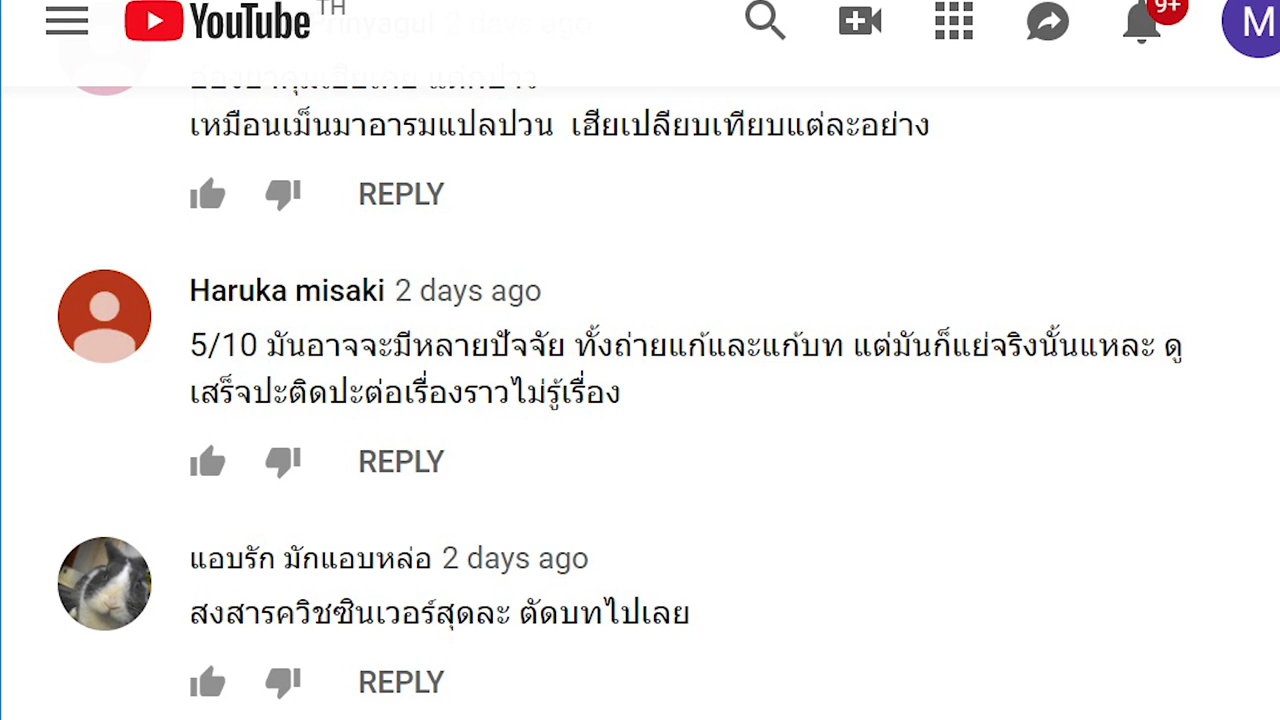 YouTube TH
9+
M
2 days ago
เหมือนเม็นมาอารมแปลปวน เฮียเปลียบเทียบแต่ละอย่าง
REPLY
Haruka misaki 2 days ago
5/10 มันอาจจะมีหลายปัจจัย ทั้งถ่ายแก้และแก้บท แต่มันก็แย่จริงนั้นแหละ ดู
เสร็จปะติดปะต่อเรื่องราวไม่รู้เรื่อง
REPLY
แอบรัก มักแอบหล่อ 2 days ago
สงสารควิชซินเวอร์สุดละ ตัดบทไปเลย
REPLY